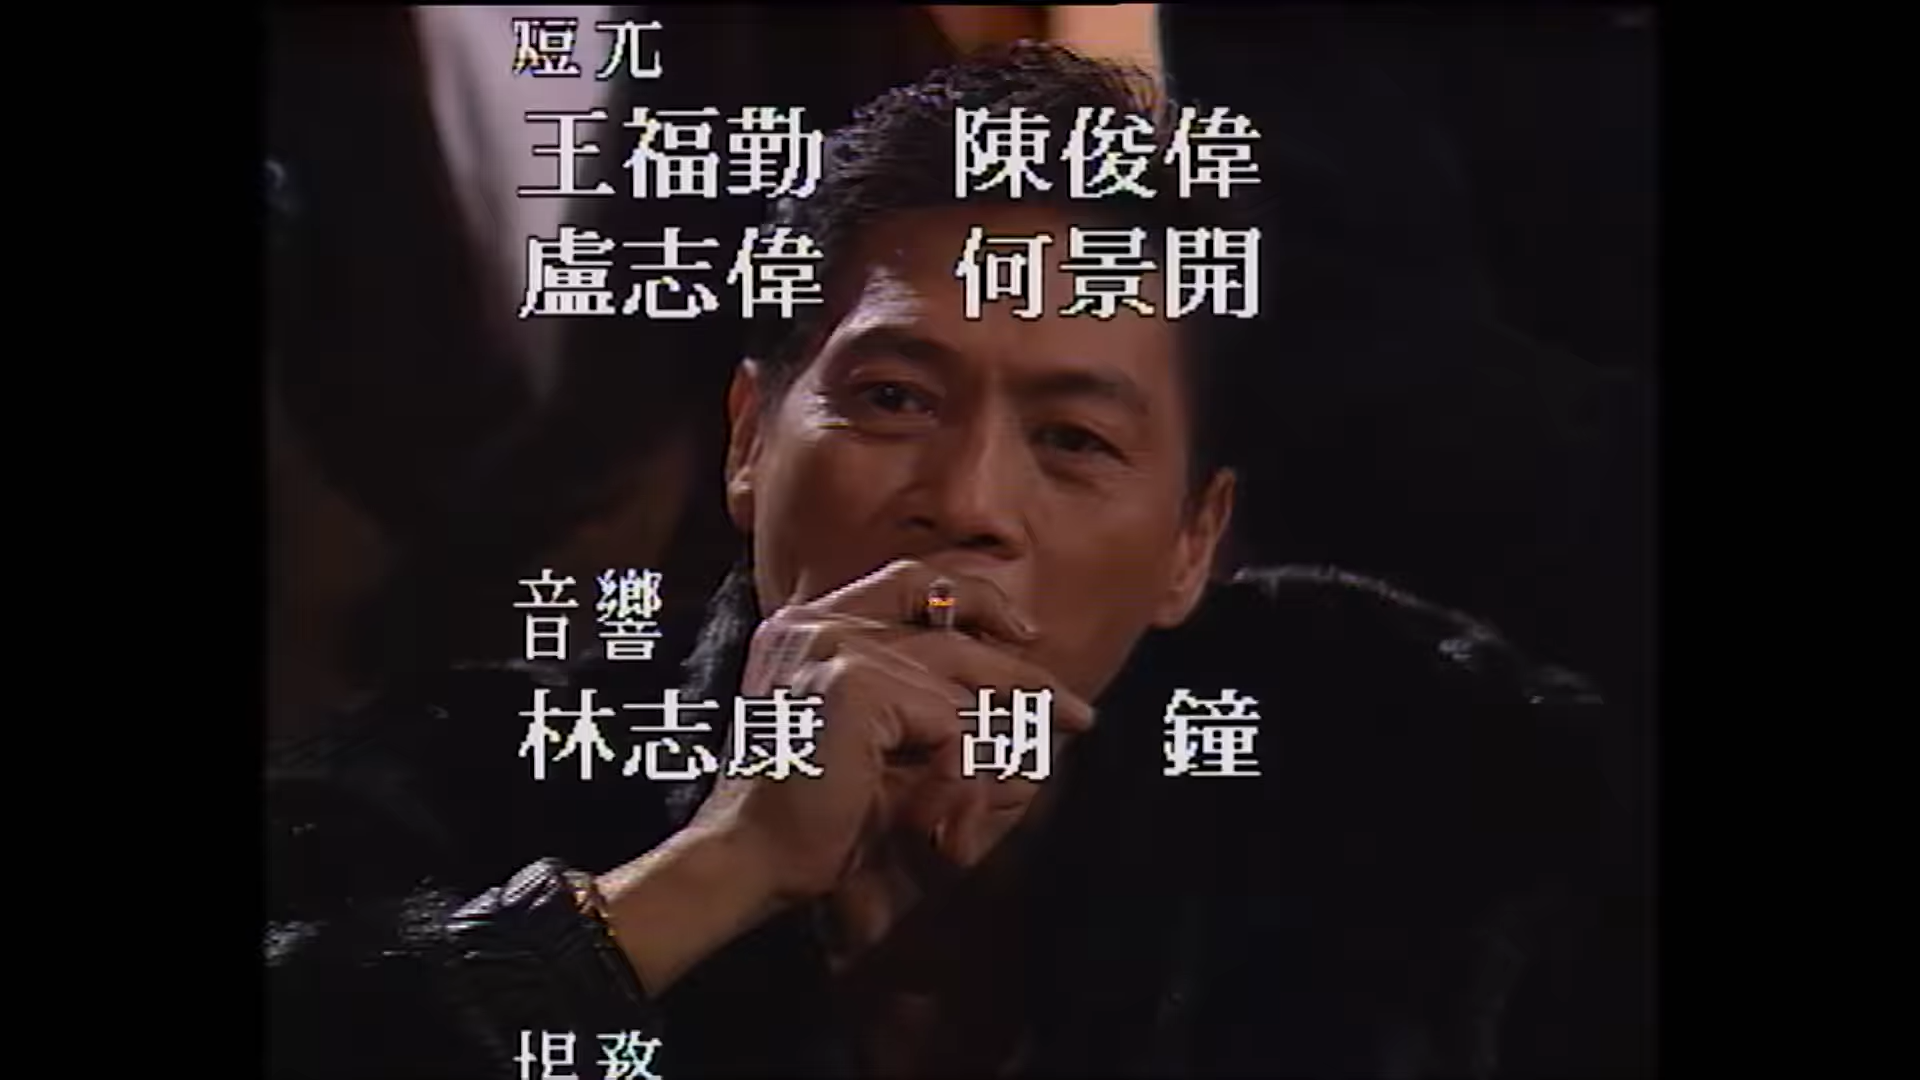 王福勤 陳俊偉
盧志偉 何景開
音響
林志康 胡 鐘